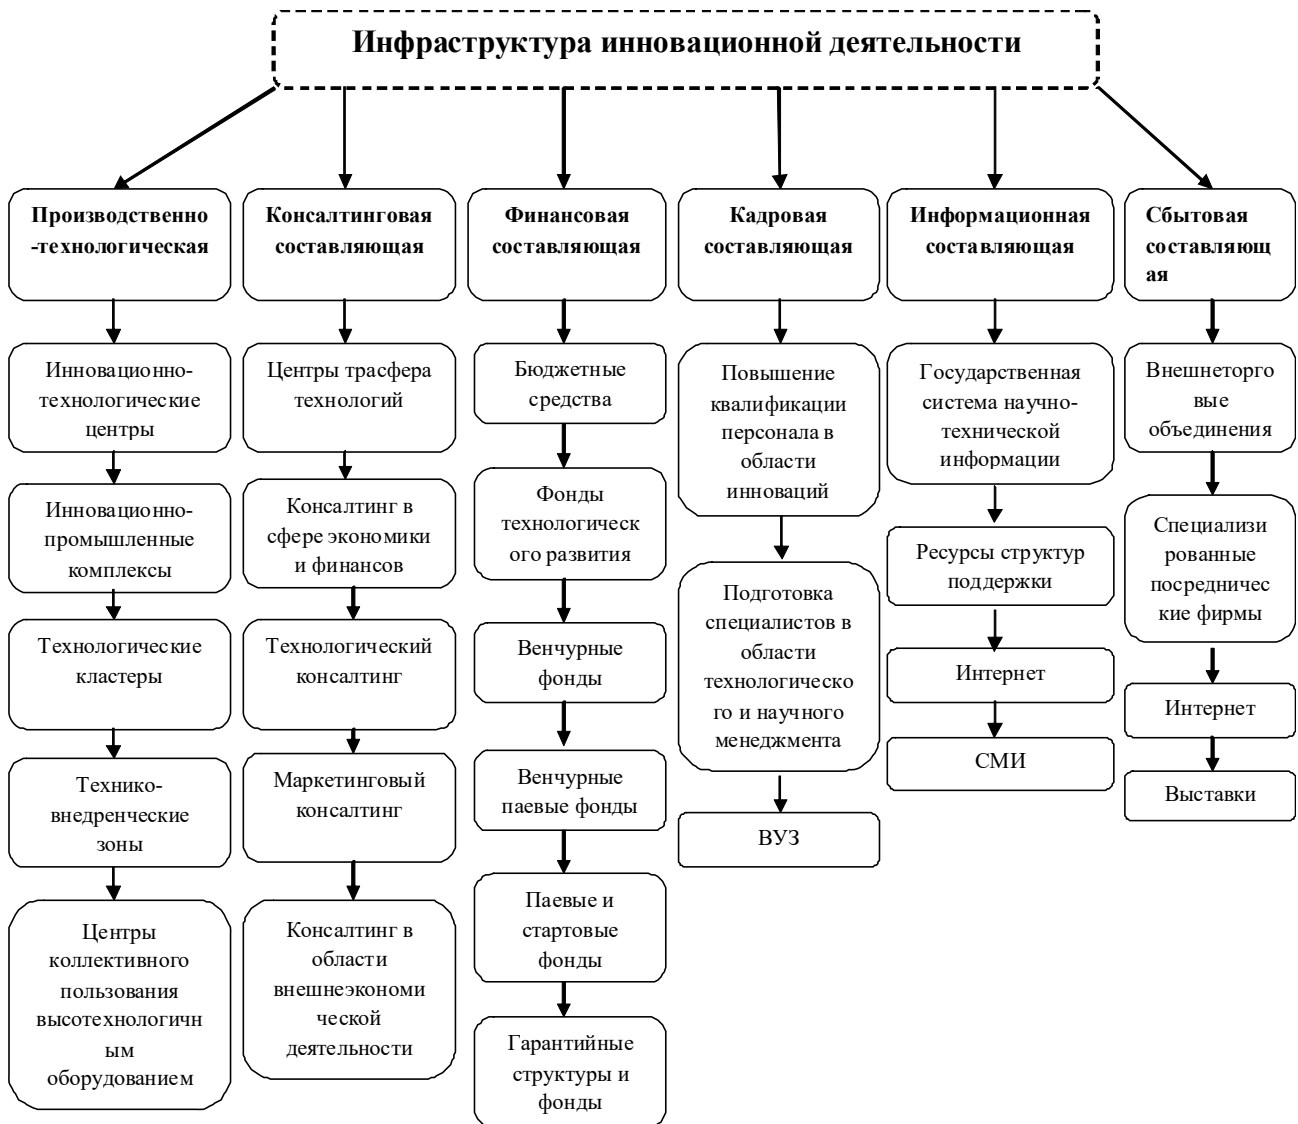 Инфраструктура инновационной деятельности
Производственно
-технологическая
Инновационно-
технологические
центры
Инновационно-
промышленные
комплексы
Технологические
кластеры
Технико-
внедренческие
зоны
Центры
коллективного
пользования
высотехнологичн
ым
оборудованием
Консалтинговая
составляющая
Центры трасфера
технологий
Консалтинг в
сфере экономики
и финансов
Технологический
консалтинг
Маркетинговый
консалтинг
Консалтинг в
области
внешнеэкономи
ческой
деятельности
Финансовая
составляющая
Бюджетные
средства
Фонды
технологическ
ого развития
Венчурные
фонды
Венчурные
паевые фонды
Паевые и
стартовые
фонды
Гарантийные
структуры и
фонды
Кадровая
составляющая
Повышение
квалификации
персонала в
области
инноваций
Подготовка
специалистов в
области
технологическо
го и научного
менеджмента
ВУЗ
Информационная
составляющая
Государственная
система научно-
технической
информации
Ресурсы структур
поддержки
Интернет
СМИ
Сбытовая
составляющ
ая
Внешнеторго
вые
объединения
Специализи
рованные
посредничес
кие фирмы
Интернет
Выставки